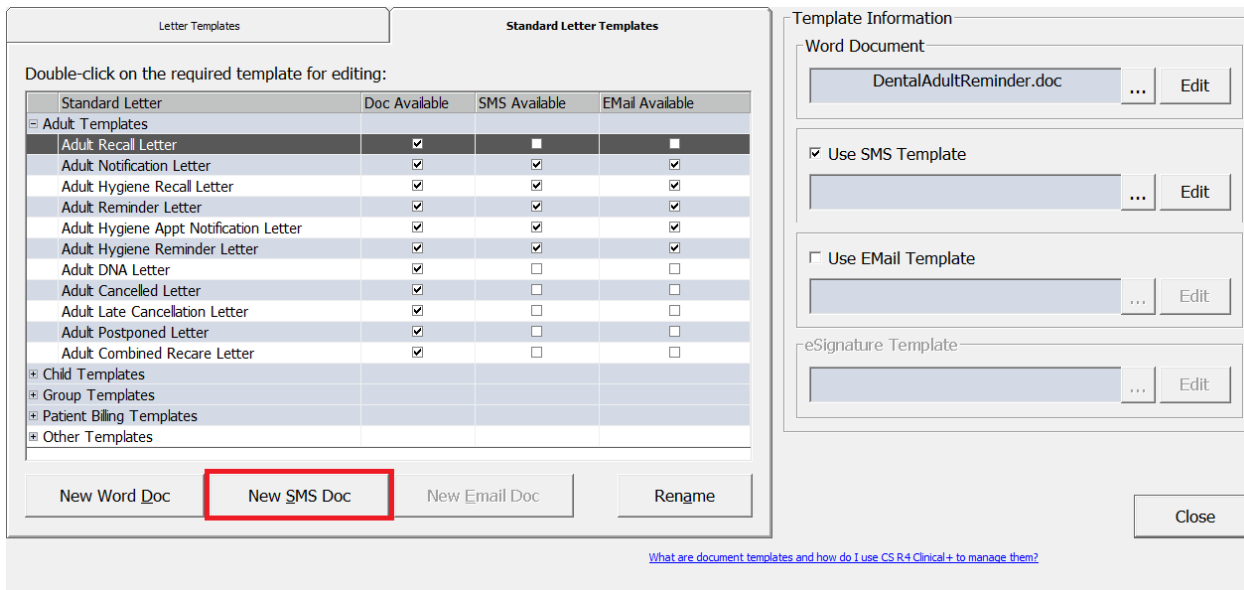 Letter Templates
Standard Letter Templates
Double-click on the required template for editing:
Standard Letter Doc Available SMS Available EMail Available
Adult Templates
Adult Recall Letter
Adult Notification Letter
Adult Hygiene Recall Letter
Adult Reminder Letter
Adult Hygiene Appt Notification Letter
Adult Hygiene Reminder Letter
Adult DNA Letter
Adult Cancelled Letter
Adult Late Cancellation Letter
Adult Postponed Letter
Adult Combined Recare Letter
Child Templates
Group Templates
Patient Billing Templates
Other Templates
New Word Doc New SMS Doc New Email Doc Rename
Template Information
Word Document
DentalAdultReminder.doc ... Edit
Use SMS Template
... Edit
Use EMail Template
... Edit
eSignature Template
... Edit
Close
What are document templates and how do I use CS R4 Clinical+ to manage them?